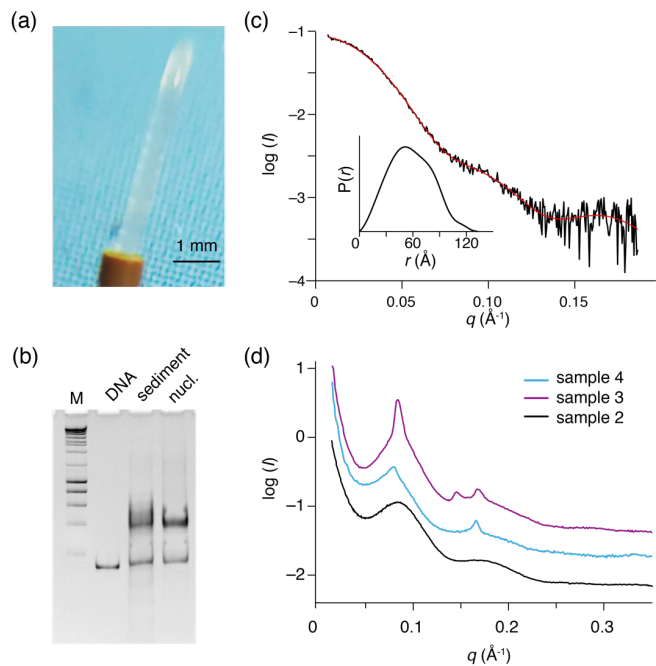 (a)
1 mm
(b)
M
DNA
sediment
nucl.
(c)
−1
−2
−3
−4
log (I)
P(r)
0
60
120
r (Å)
0.05
0.10
0.15
q (Å-1)
(d)
1
0
−1
−2
log (I)
sample 4
sample 3
sample 2
0
0.1
0.2
0.3
q (Å-1)